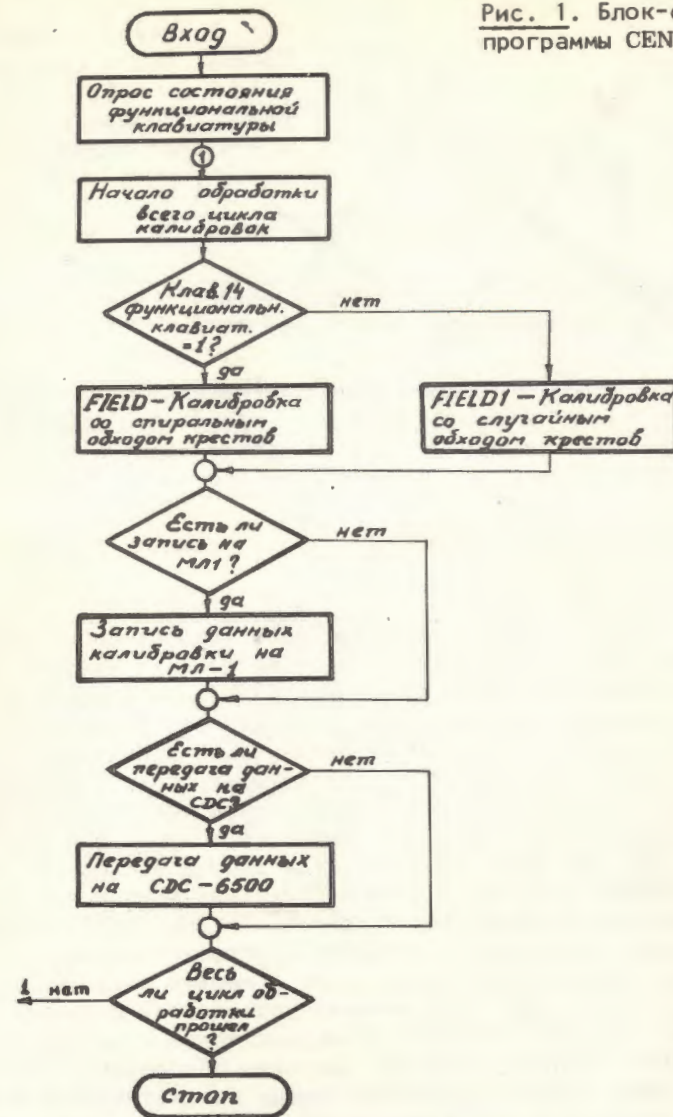 Рис. 1. Блок-с
программы CEN
Вход
Опрос состояния
функциональной
клавиатуры
1
Начало обработки
всего цикла
калибровок
Клав. 14
функциональн.
клавиат.
=1?
нет
да
FIELD – Калибровка
со спиральным
обходом крестов
FIELD1 – Калибровка
со случайным
обходом крестов
Есть ли
запись на
МЛ1?
нет
да
Запись данных
калибровки на
МЛ-1
Есть ли
передача дан-
ных на
CDC?
нет
да
Передача данных
на CDC-6500
Весь
ли цикл об-
работки
прошел
?
1 нет
стоп